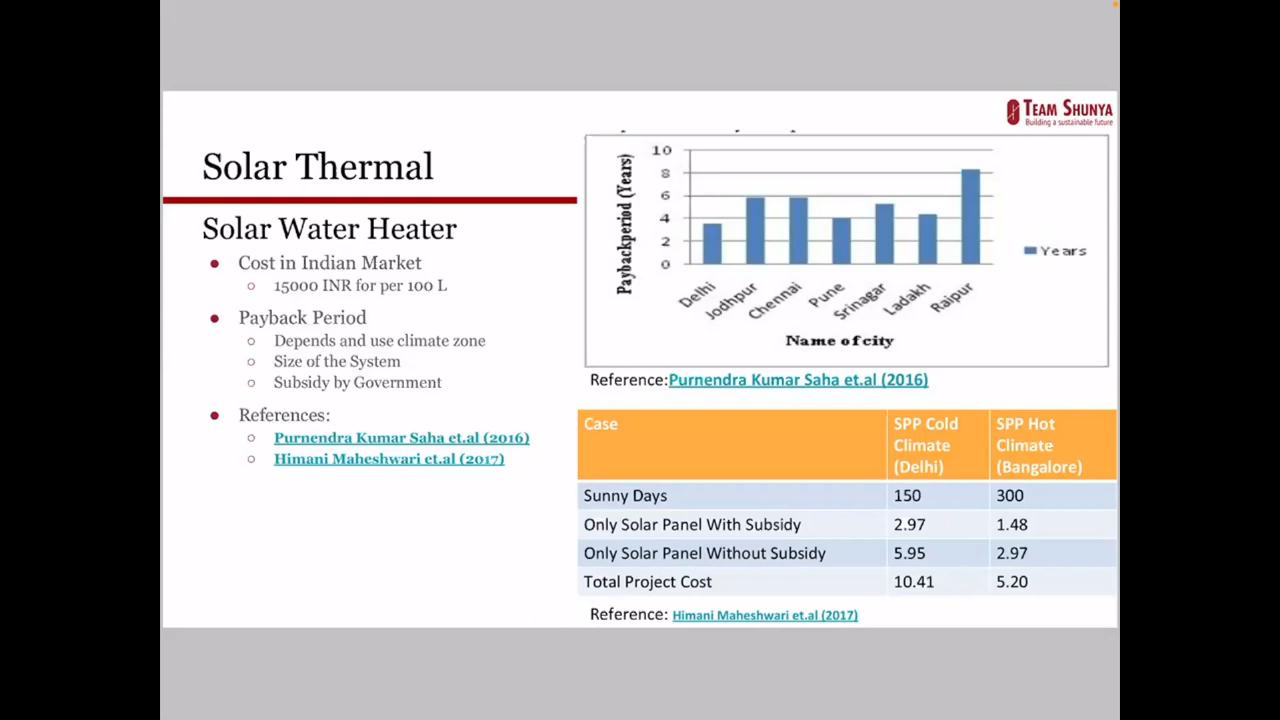 TEAM SHUNYA
Building a sustainable future
Solar Thermal
Solar Water Heater
● Cost in Indian Market
○ 15000 INR for per 100 L
● Payback Period
○ Depends and use climate zone
○ Size of the System
○ Subsidy by Government
● References:
○ Purnendra Kumar Saha et.al (2016)
○ Himani Maheshwari et.al (2017)
Paybackperiod (Years)
10
8
6
4
2
0
Delhi
Jodhpur
Chennai
Pune
Srinagar
Ladakh
Raipur
Name of city
Years
Reference:Purnendra Kumar Saha et.al (2016)
Case SPP Cold Climate (Delhi) SPP Hot Climate (Bangalore)
Sunny Days 150 300
Only Solar Panel With Subsidy 2.97 1.48
Only Solar Panel Without Subsidy 5.95 2.97
Total Project Cost 10.41 5.20
Reference: Himani Maheshwari et.al (2017)